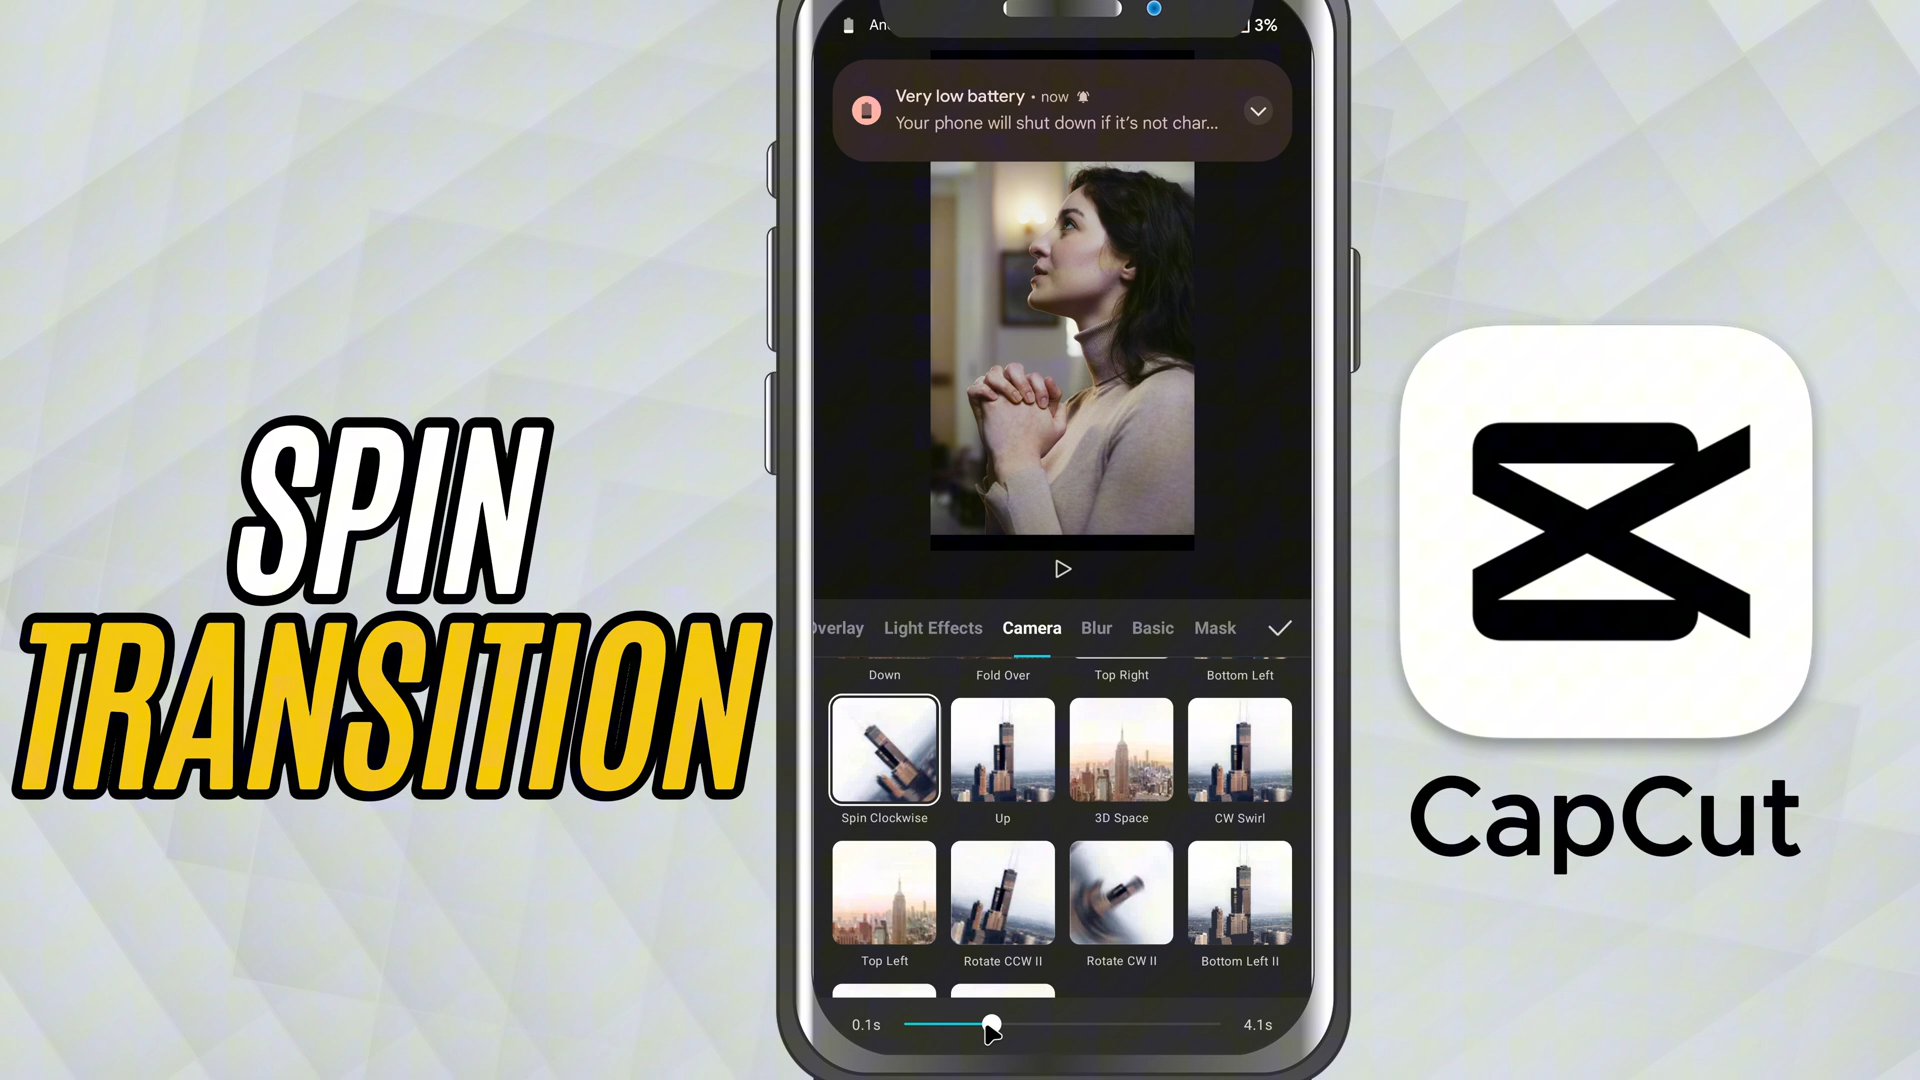 3%
Very low battery • now
Your phone will shut down if it's not char...
SPIN
TRANSITION
Light Effects Camera Blur Basic Mask
Down Fold Over Top Right Bottom Left
Spin Clockwise Up 3D Space CW Swirl
Top Left Rotate CCW II Rotate CW II Bottom Left II
0.1s 4.1s
CapCut